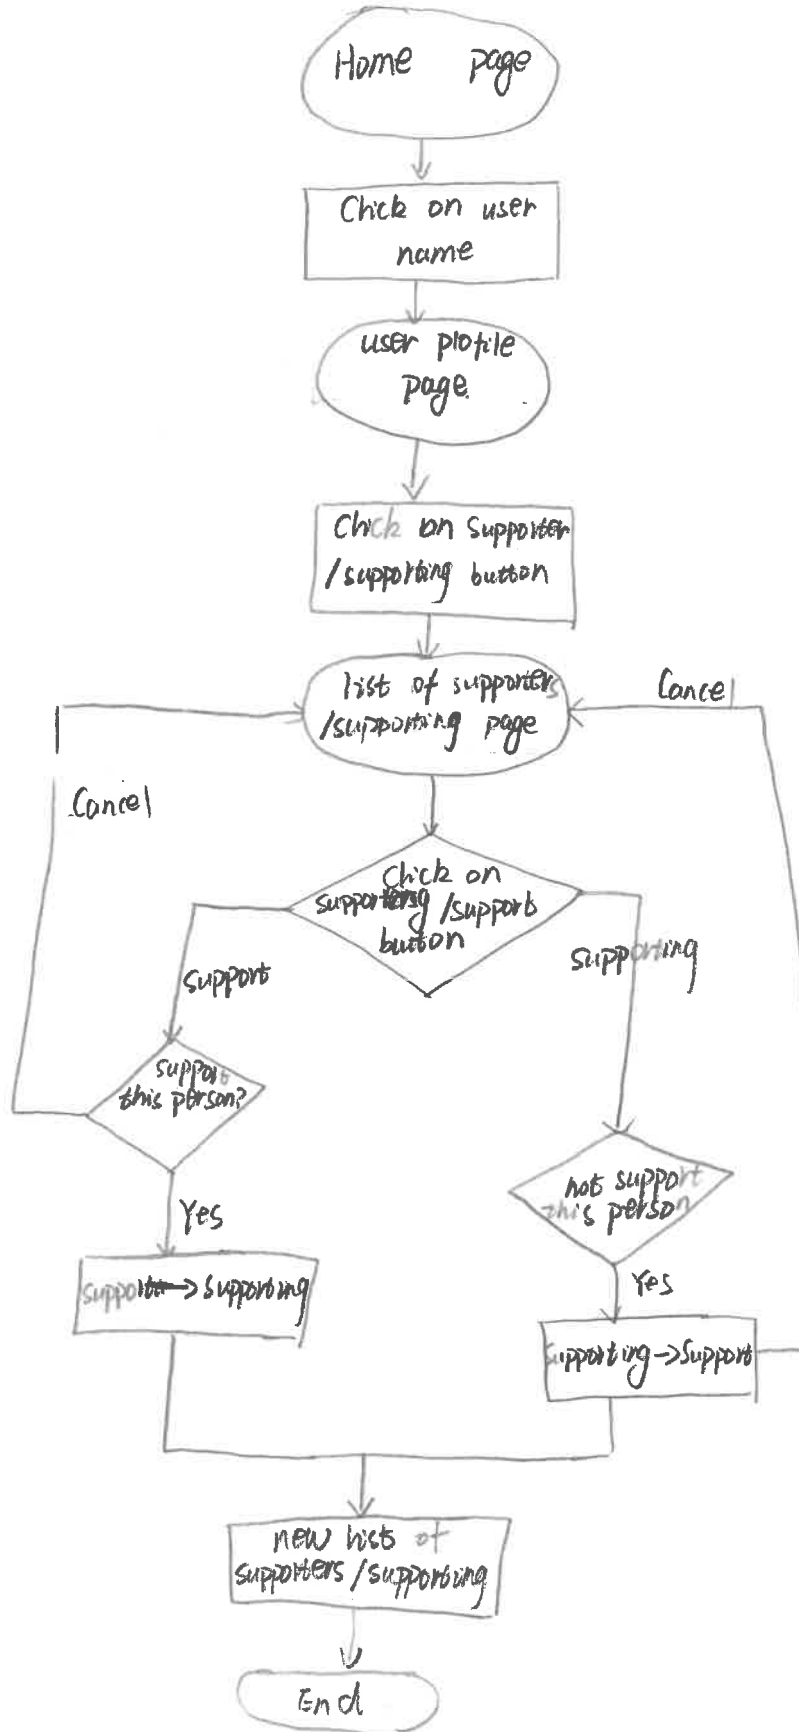 Home page
Click on user
name
user profile
page.
Click on Supporter
/supporting button
list of supporters
/supporting page
Cancel
Cancel
Click on
/support
button
support
supporting
support
this person?
not support
this person
Yes
Yes
support→supporting
supporting→support
new lists of
supporters/supporting
End